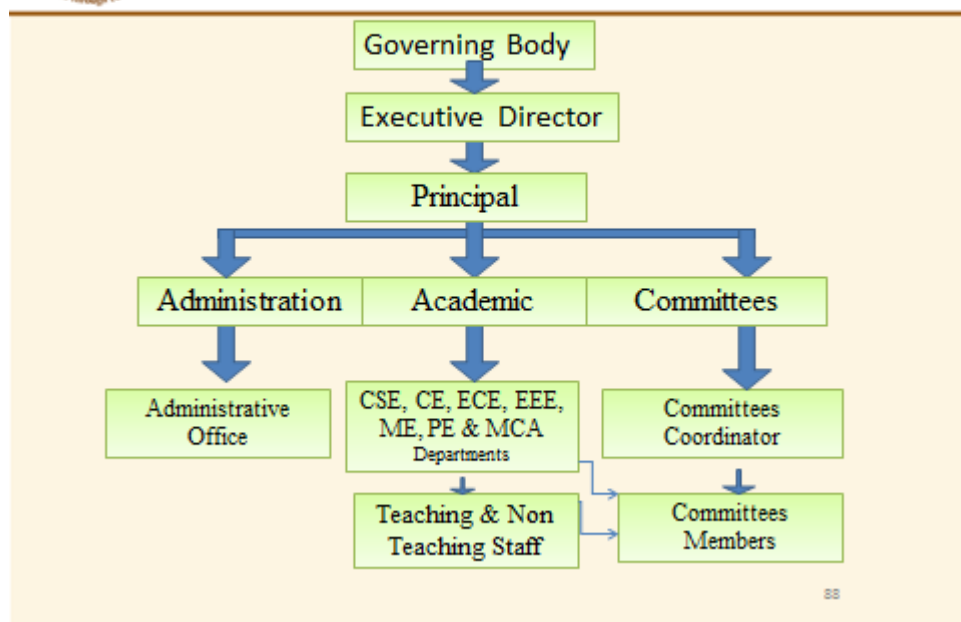 Governing Body
Executive Director
Principal
Administration
Academic
Committees
Administrative
Office
CSE, CE, ECE, EEE,
ME, PE & MCA
Departments
Committees
Coordinator
Teaching & Non
Teaching Staff
Committees
Members
88